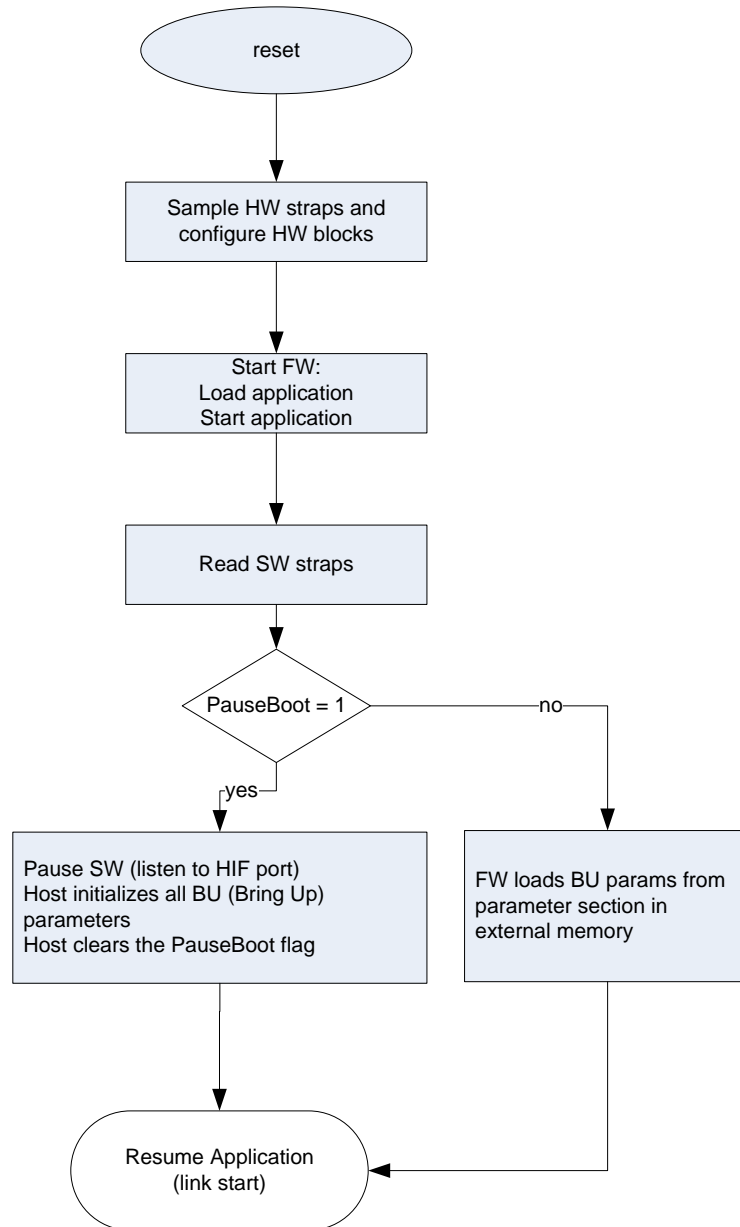 reset
Sample HW straps and
configure HW blocks
Start FW:
Load application
Start application
Read SW straps
PauseBoot = 1
no
yes
Pause SW (listen to HIF port)
Host initializes all BU (Bring Up)
parameters
Host clears the PauseBoot flag
FW loads BU params from
parameter section in
external memory
Resume Application
(link start)